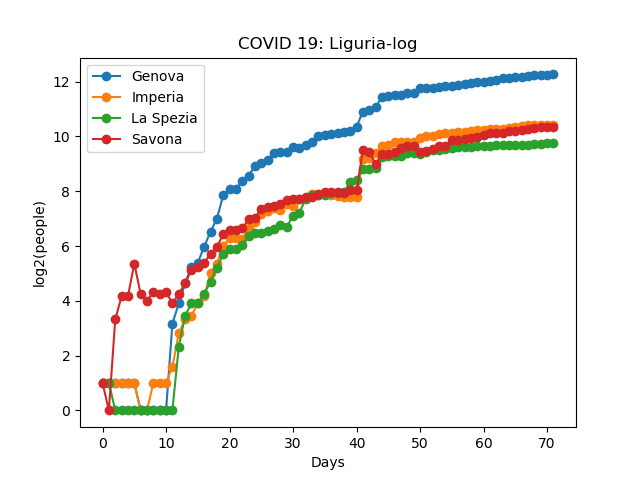 COVID 19: Liguria-log
Genova
Imperia
La Spezia
Savona
12
10
8
6
4
2
0
log2(people)
0 10 20 30 40 50 60 70
Days